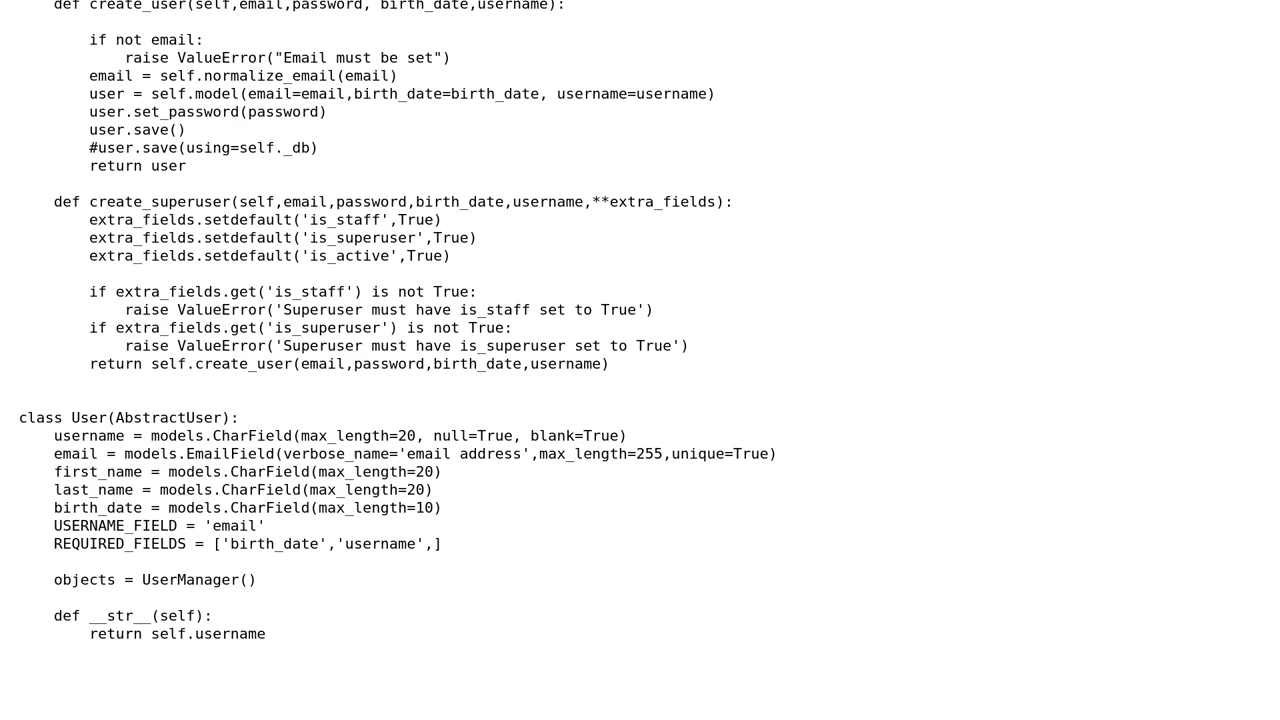 def create_user(self,email,password, birth_date,username):
if not email:
raise ValueError("Email must be set")
email = self.normalize_email(email)
user = self.model(email=email,birth_date=birth_date, username=username)
user.set_password(password)
user.save()
#user.save(using=self._db)
return user
def create_superuser(self,email,password,birth_date,username,**extra_fields):
extra_fields.setdefault('is_staff',True)
extra_fields.setdefault('is_superuser',True)
extra_fields.setdefault('is_active',True)
if extra_fields.get('is_staff') is not True:
raise ValueError('Superuser must have is_staff set to True')
if extra_fields.get('is_superuser') is not True:
raise ValueError('Superuser must have is_superuser set to True')
return self.create_user(email,password,birth_date,username)
class User(AbstractUser):
username = models.CharField(max_length=20, null=True, blank=True)
email = models.EmailField(verbose_name='email address',max_length=255,unique=True)
first_name = models.CharField(max_length=20)
last_name = models.CharField(max_length=20)
birth_date = models.CharField(max_length=10)
USERNAME_FIELD = 'email'
REQUIRED_FIELDS = ['birth_date','username',]
objects = UserManager()
def __str__(self):
return self.username